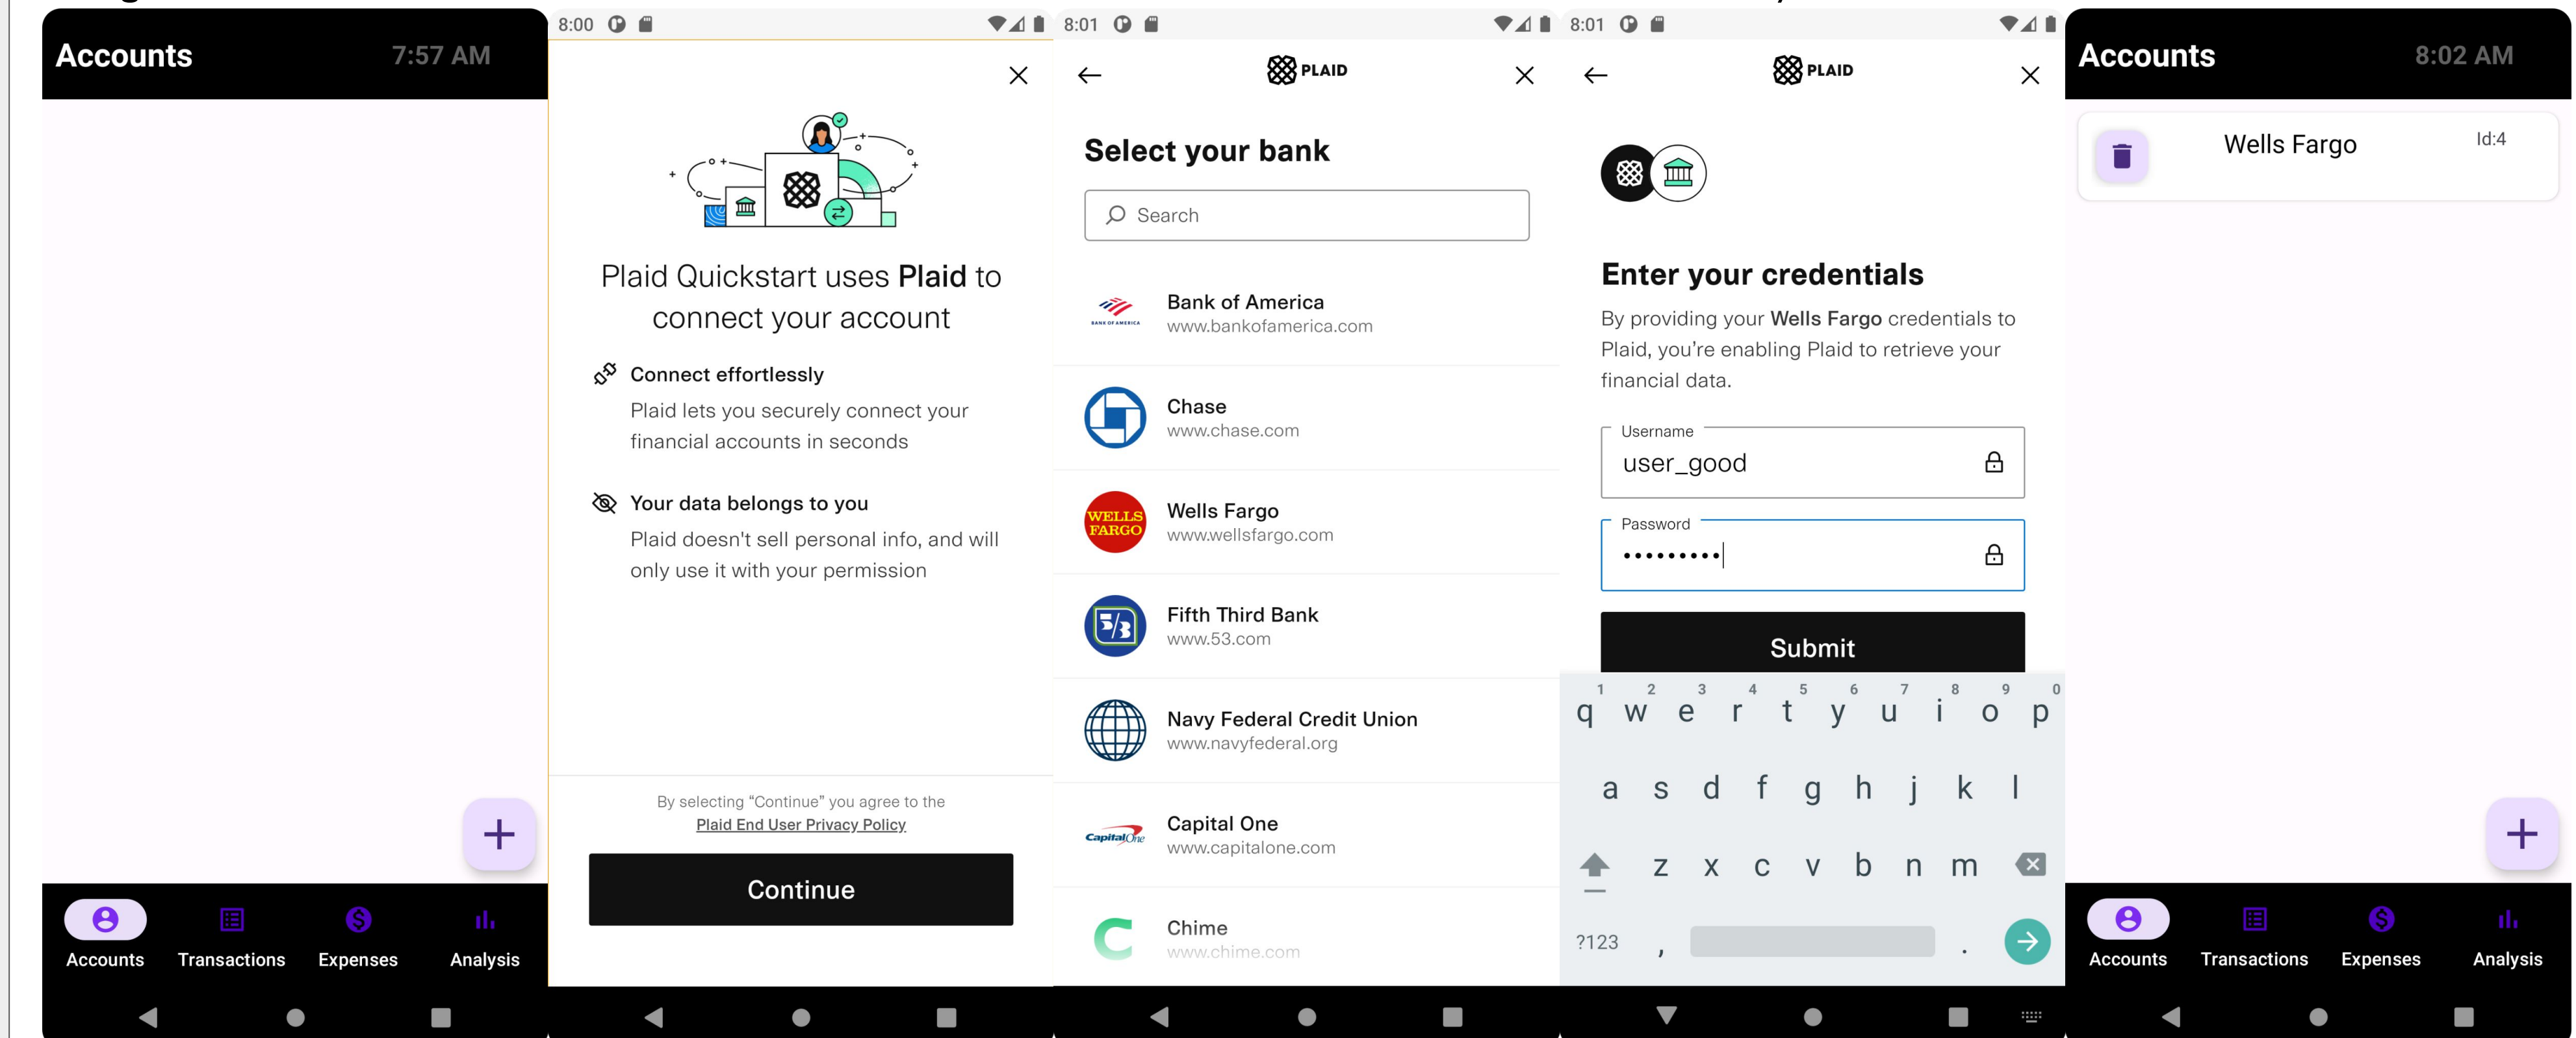 Accounts 7:57 AM
Accounts Transactions Expenses Analysis
8:00
Plaid Quickstart uses Plaid to
connect your account
Connect effortlessly
Plaid lets you securely connect your
financial accounts in seconds
Your data belongs to you
Plaid doesn't sell personal info, and will
only use it with your permission
By selecting “Continue” you agree to the
Plaid End User Privacy Policy
Continue
8:01
PLAID
Select your bank
Search
BANK OF AMERICA
Bank of America
www.bankofamerica.com
Chase
www.chase.com
WELLS
FARGO
Wells Fargo
www.wellsfargo.com
5/3
Fifth Third Bank
www.53.com
Navy Federal Credit Union
www.navyfederal.org
Capital One
Capital One
www.capitalone.com
Chime
www.chime.com
8:01
PLAID
Enter your credentials
By providing your Wells Fargo credentials to
Plaid, you’re enabling Plaid to retrieve your
financial data.
Username
user_good
Password
•••••••••
Submit
1 2 3 4 5 6 7 8 9 0
q w e r t y u i o p
a s d f g h j k l
z x c v b n m
?123 , .
Accounts 8:02 AM
Wells Fargo Id:4
Accounts Transactions Expenses Analysis